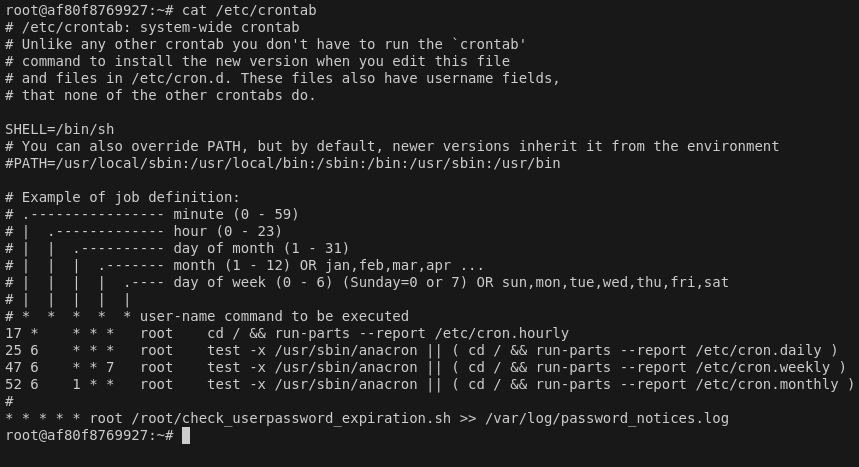 root@af80f8769927:~# cat /etc/crontab
# /etc/crontab: system-wide crontab
# Unlike any other crontab you don't have to run the `crontab'
# command to install the new version when you edit this file
# and files in /etc/cron.d. These files also have username fields,
# that none of the other crontabs do.

SHELL=/bin/sh
# You can also override PATH, but by default, newer versions inherit it from the environment
#PATH=/usr/local/sbin:/usr/local/bin:/sbin:/bin:/usr/sbin:/usr/bin

# Example of job definition:
# .---------------- minute (0 - 59)
# |  .------------- hour (0 - 23)
# |  |  .---------- day of month (1 - 31)
# |  |  |  .------- month (1 - 12) OR jan,feb,mar,apr ...
# |  |  |  |  .---- day of week (0 - 6) (Sunday=0 or 7) OR sun,mon,tue,wed,thu,fri,sat
# |  |  |  |  |
# *  *  *  *  * user-name command to be executed
17 *    * * *   root    cd / && run-parts --report /etc/cron.hourly
25 6    * * *   root    test -x /usr/sbin/anacron || ( cd / && run-parts --report /etc/cron.daily )
47 6    * * 7   root    test -x /usr/sbin/anacron || ( cd / && run-parts --report /etc/cron.weekly )
52 6    1 * *   root    test -x /usr/sbin/anacron || ( cd / && run-parts --report /etc/cron.monthly )
#
* * * * * root /root/check_userpassword_expiration.sh >> /var/log/password_notices.log
root@af80f8769927:~#